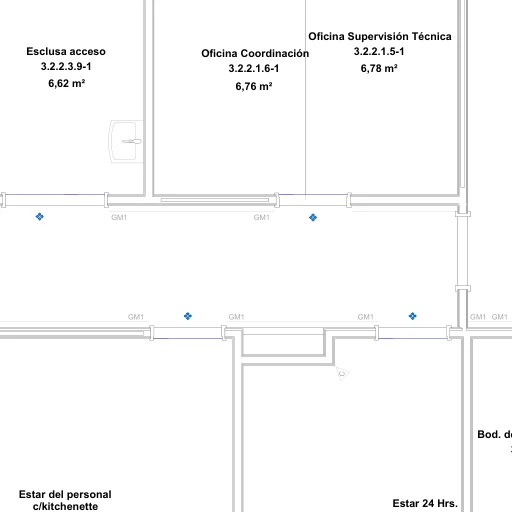 Oficina Supervisión Técnica
3.2.2.1.5-1
6,78 m²
Esclusa acceso
3.2.2.3.9-1
6,62 m²
Oficina Coordinación
3.2.2.1.6-1
6,76 m²
GM1
GM1
GM1
GM1
GM1
GM1
GM1
Bod. d
Estar del personal
c/kitchenette
Estar 24 Hrs.